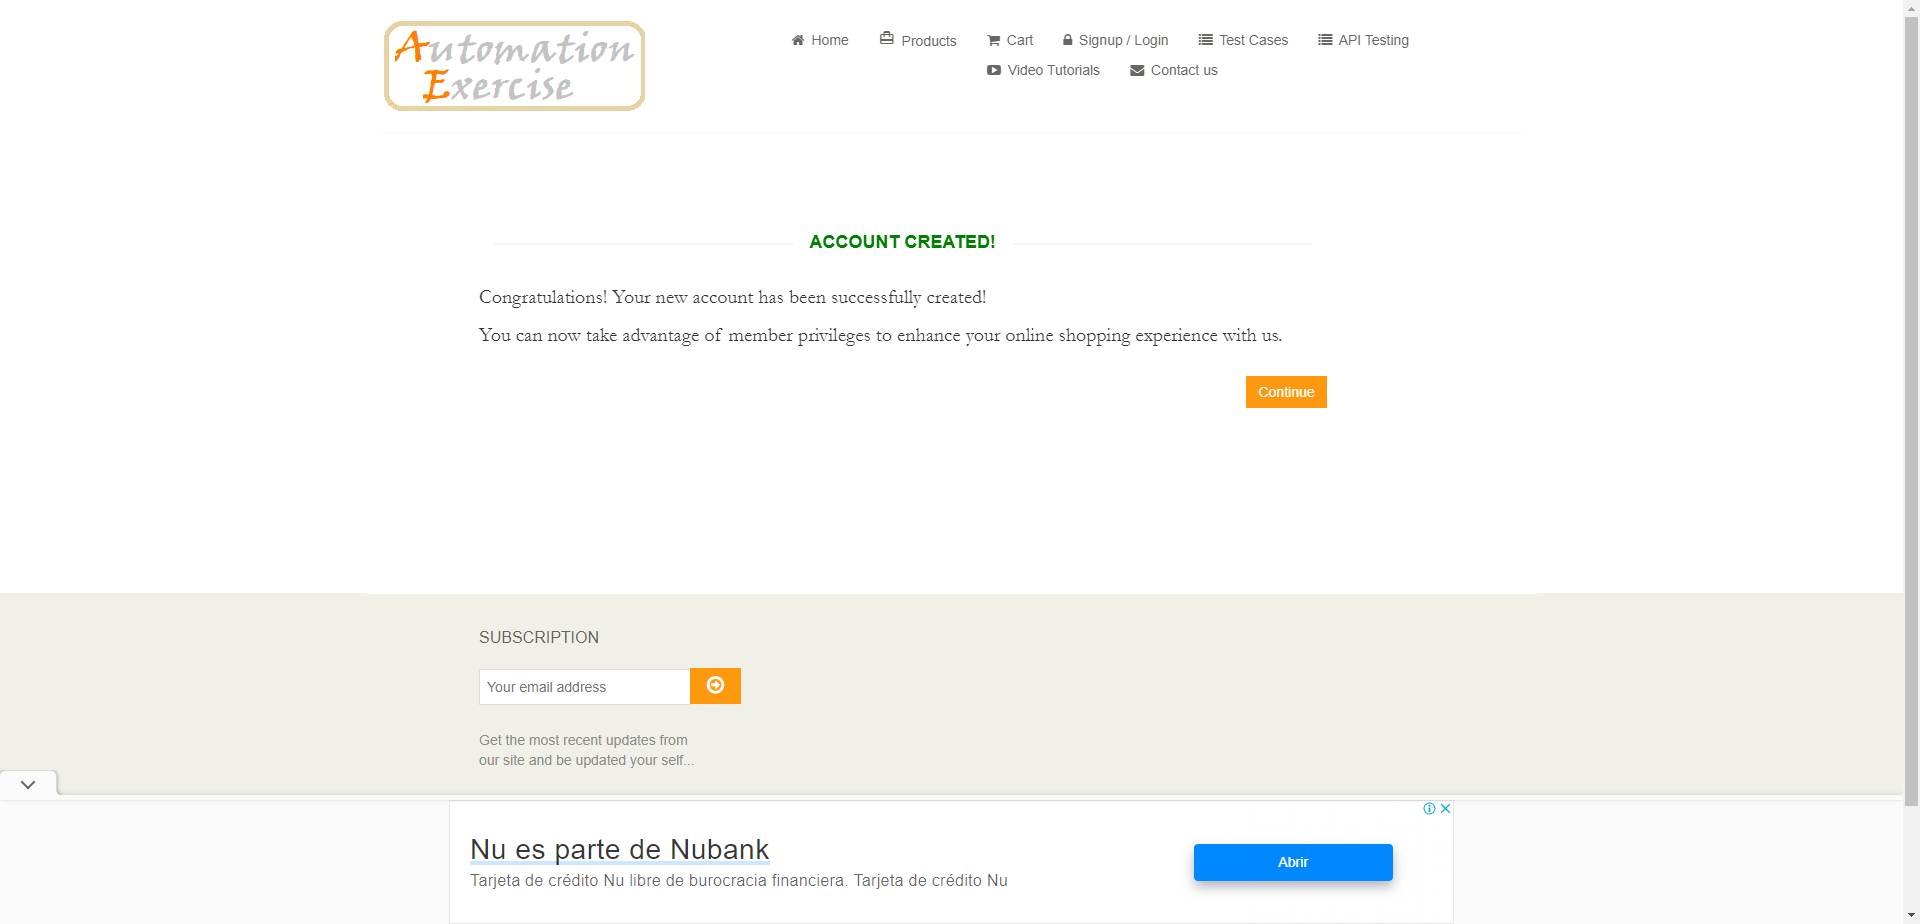 Automation
Exercise
Home
Products
Cart
Signup / Login
Test Cases
API Testing
Video Tutorials
Contact us
ACCOUNT CREATED!
Congratulations! Your new account has been successfully created!
You can now take advantage of member privileges to enhance your online shopping experience with us.
Continue
SUBSCRIPTION
Your email address
Get the most recent updates from
our site and be updated your self...
Nu es parte de Nubank
Tarjeta de crédito Nu libre de burocracia financiera. Tarjeta de crédito Nu
Abrir